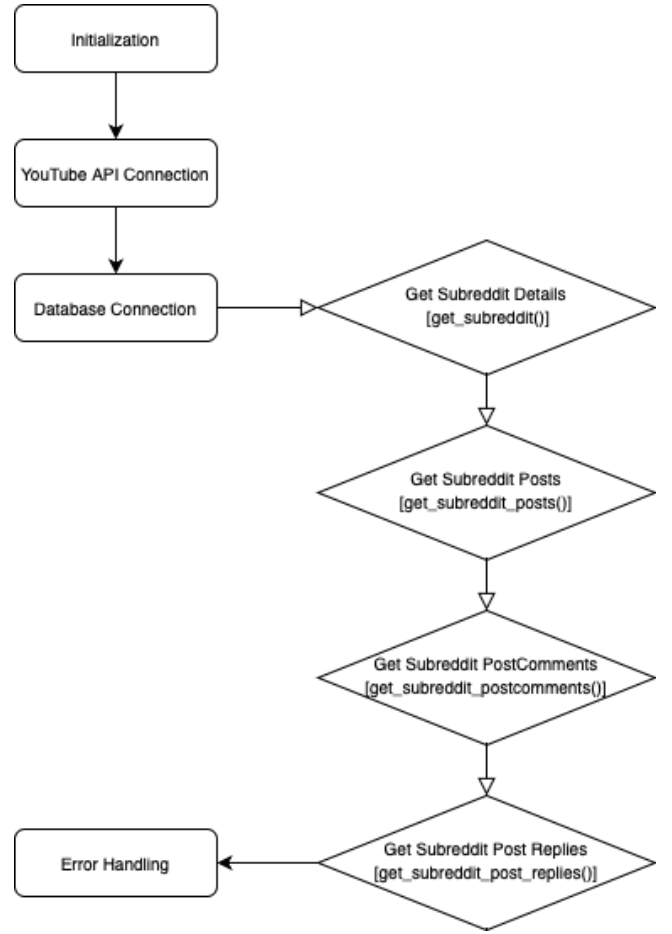 Initialization
YouTube API Connection
Database Connection
Get Subreddit Details
[get_subreddit()]
Get Subreddit Posts
[get_subreddit_posts()]
Get Subreddit PostComments
[get_subreddit_postcomments()]
Get Subreddit Post Replies
[get_subreddit_post_replies()]
Error Handling